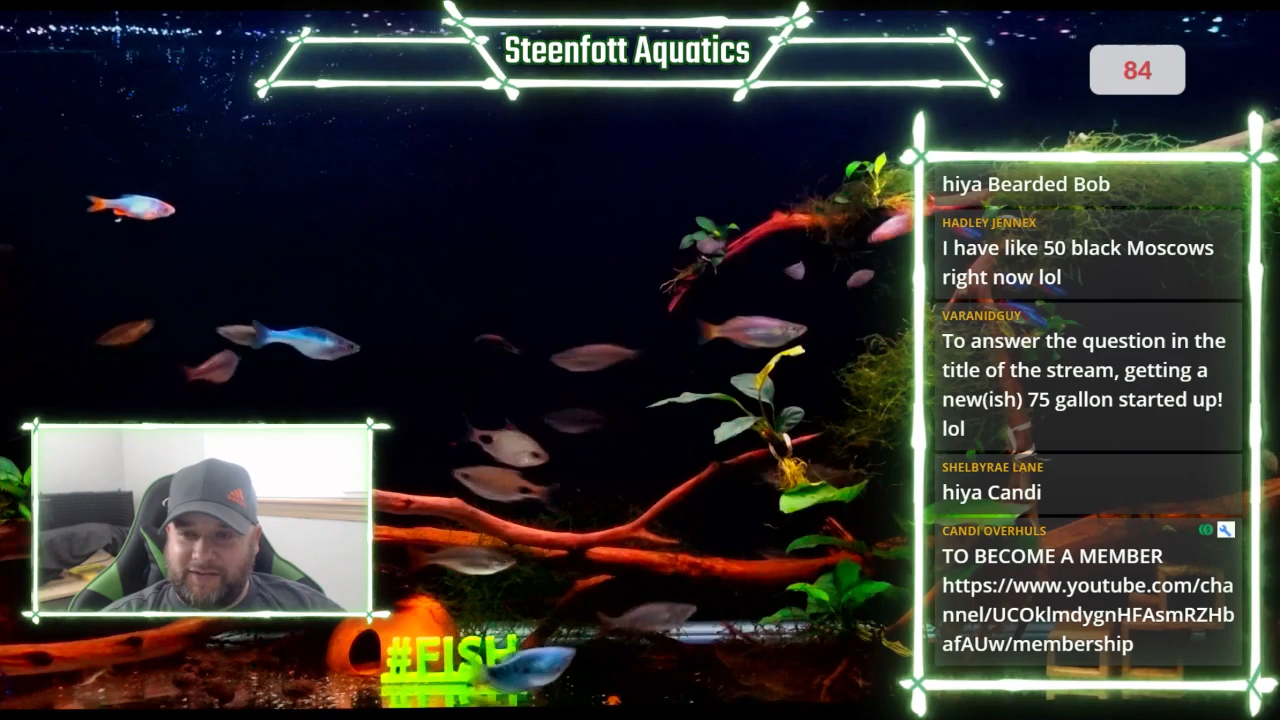 Steenfott Aquatics
84
hiya Bearded Bob
HADLEY JENNEX
I have like 50 black Moscows
right now lol
VARANIDGUY
To answer the question in the
title of the stream, getting a
new(ish) 75 gallon started up!
lol
SHELBYRAE LANE
hiya Candi
CANDI OVERHULS
TO BECOME A MEMBER
https://www.youtube.com/cha
nnel/UCOklmdygnHFAsmRZHb
afAUw/membership
#FISH